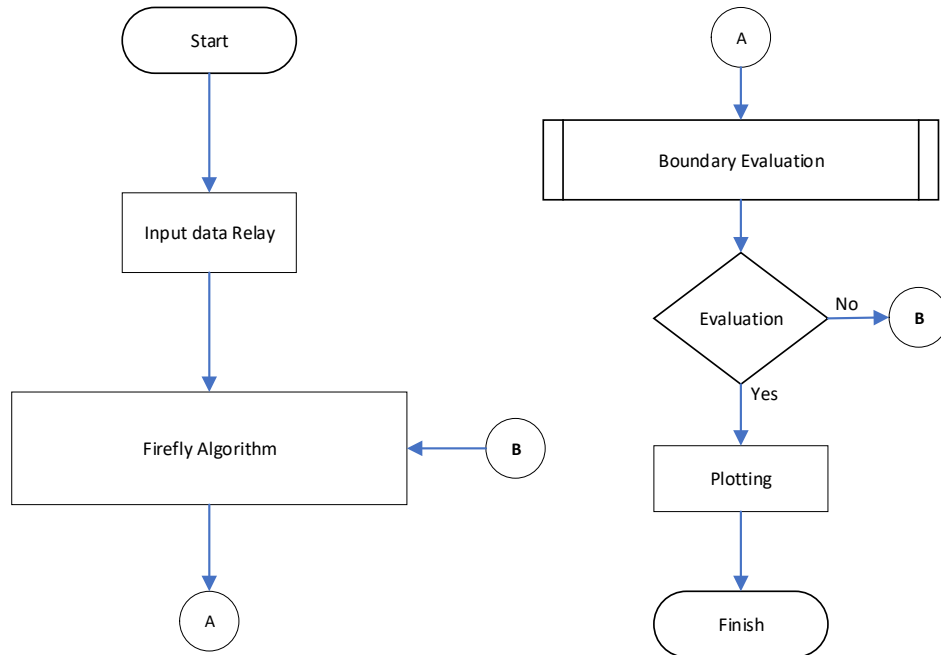 Start
Input data Relay
Firefly Algorithm
B
A
A
Boundary Evaluation
Evaluation
No
B
Yes
Plotting
Finish